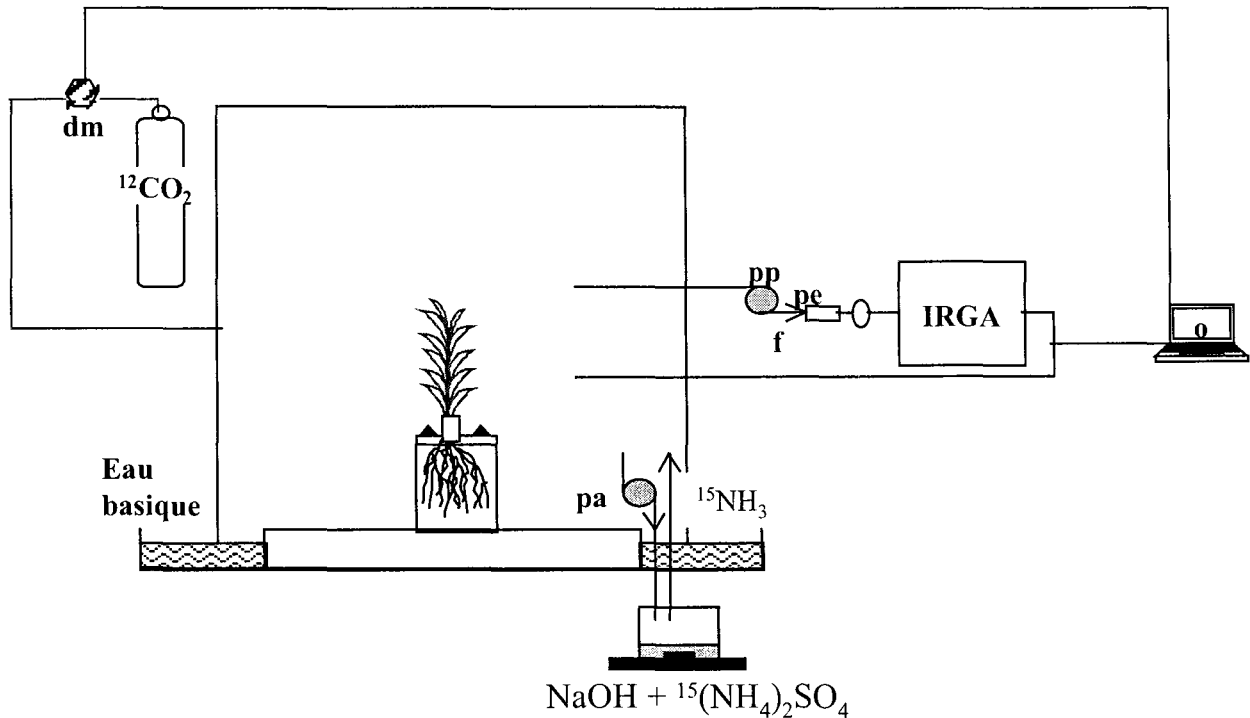 dm
¹²CO₂
pp
pe
f
IRGA
o
Eau
basique
pa
¹⁵NH₃
NaOH + ¹⁵(NH₄)₂SO₄